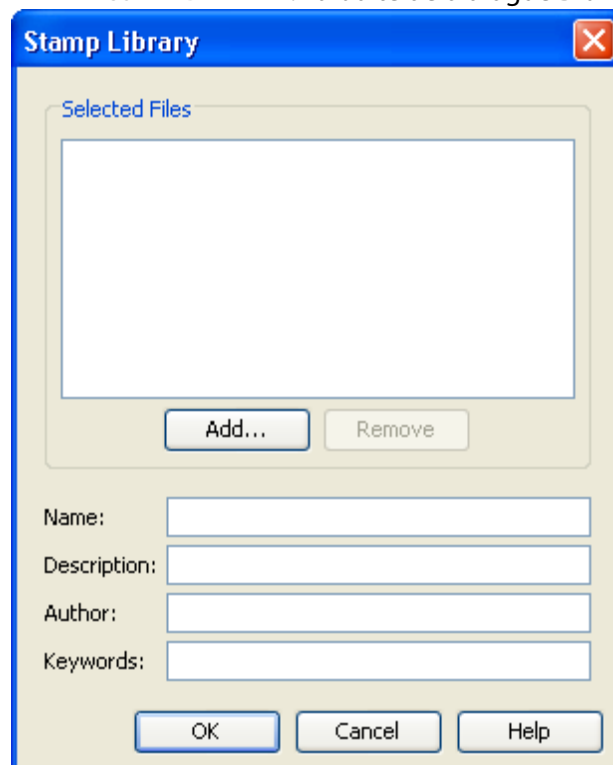 Stamp Library
Selected Files
Add... Remove
Name:
Description:
Author:
Keywords:
OK Cancel Help